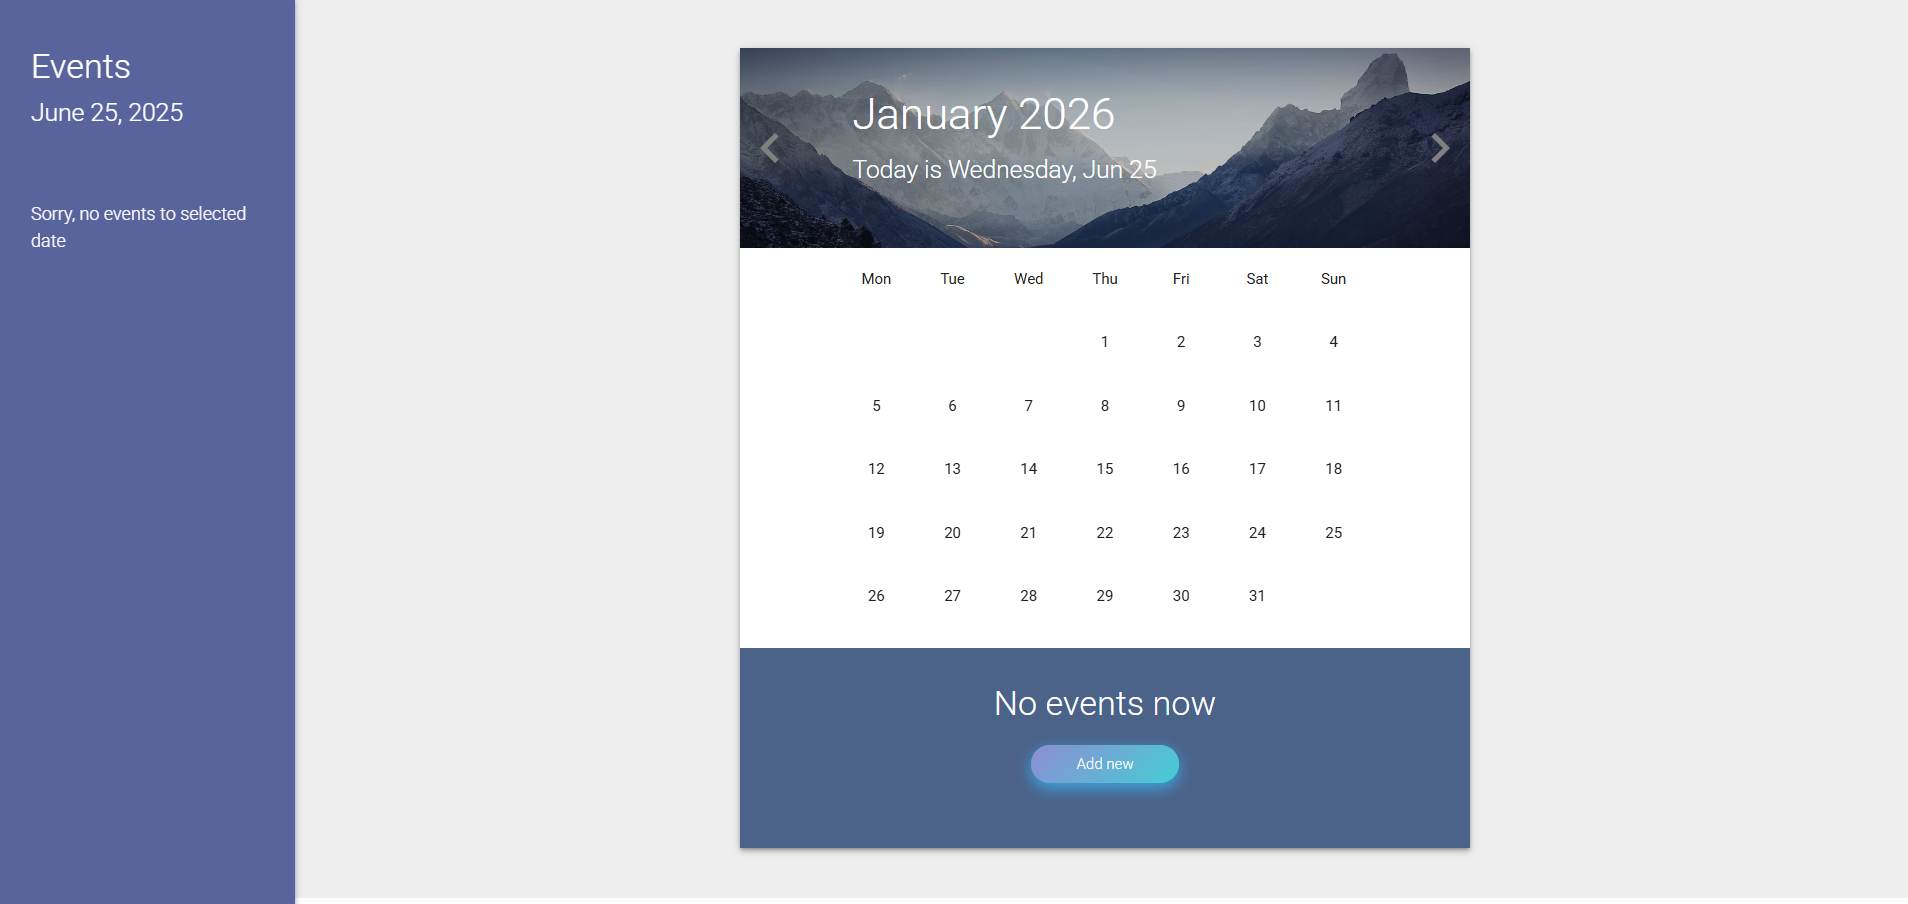 Events
June 25, 2025
Sorry, no events to selected
date
January 2026
Today is Wednesday, Jun 25
Mon Tue Wed Thu Fri Sat Sun
1 2 3 4
5 6 7 8 9 10 11
12 13 14 15 16 17 18
19 20 21 22 23 24 25
26 27 28 29 30 31
No events now
Add new